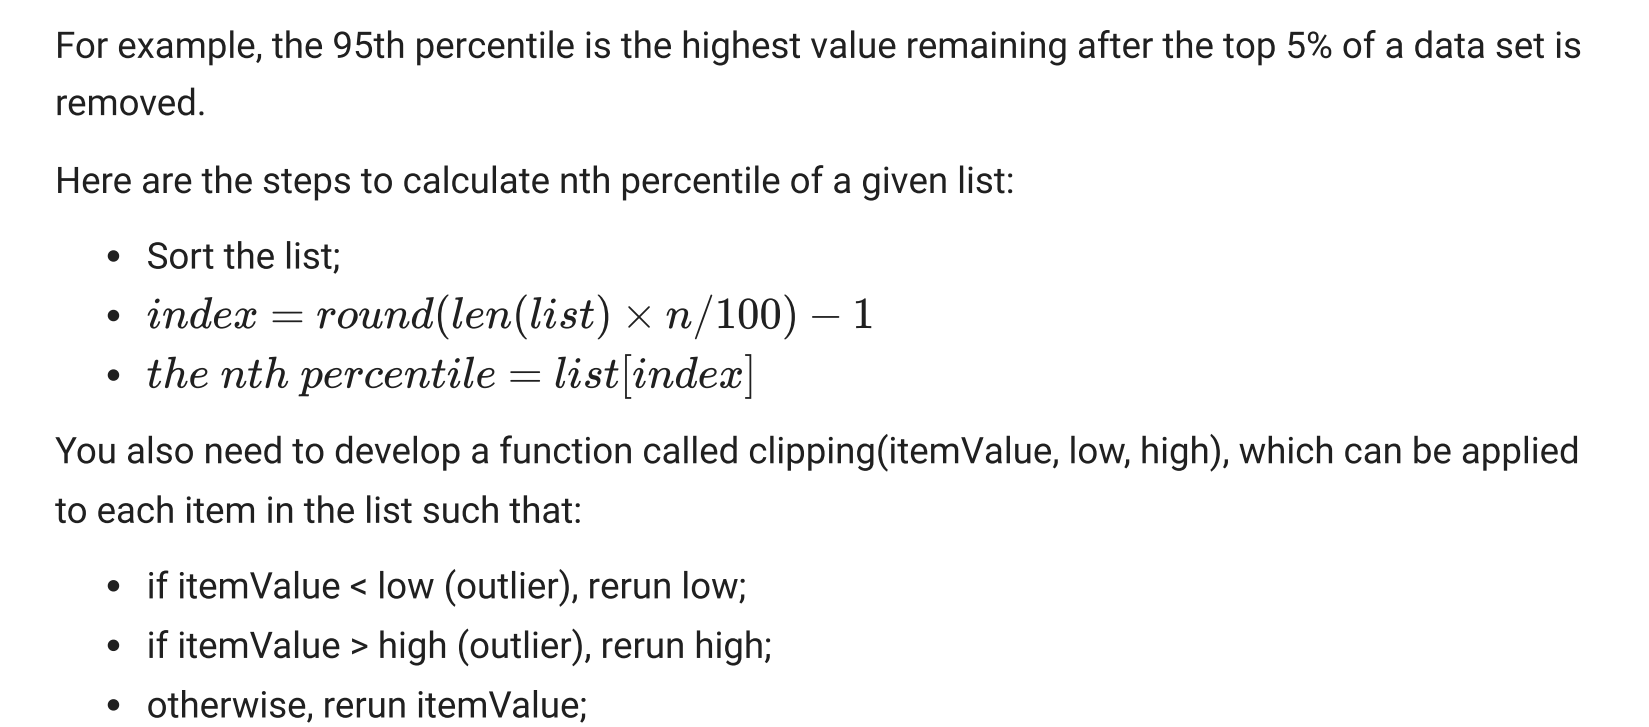 For example, the 95th percentile is the highest value remaining after the top 5% of a data set is
removed.
Here are the steps to calculate nth percentile of a given list:
• Sort the list;
• index = round(len(list) × n/100) − 1
• the nth percentile = list[index]
You also need to develop a function called clipping(itemValue, low, high), which can be applied
to each item in the list such that:
• if itemValue < low (outlier), rerun low;
• if itemValue > high (outlier), rerun high;
• otherwise, rerun itemValue;